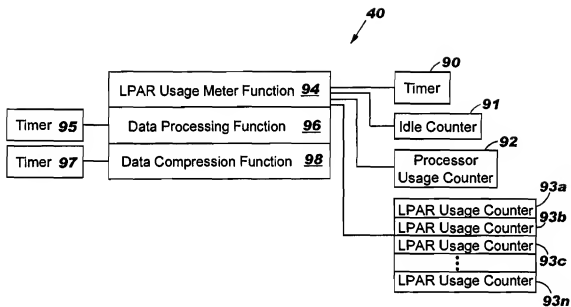 40
90
LPAR Usage Meter Function 94
Timer
91
Timer 95
Data Processing Function 96
Idle Counter
92
Timer 97
Data Compression Function 98
Processor
Usage Counter
93a
LPAR Usage Counter
93b
LPAR Usage Counter
LPAR Usage Counter
93c
LPAR Usage Counter
93n